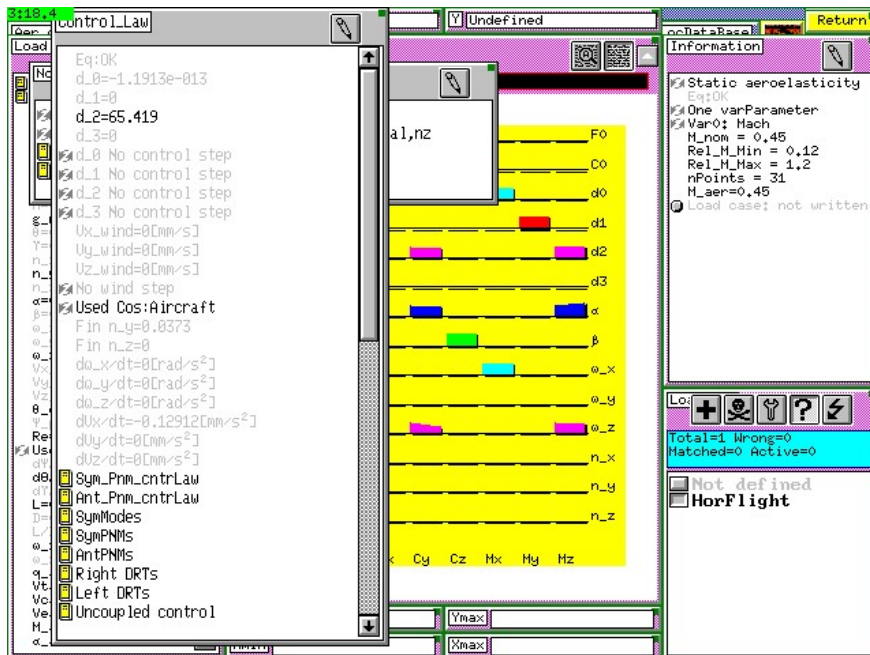 3:18.4
Control_Law
Y Undefined
ocDataBase
Return
Load
Information
Eq:OK
d_0=-1.1913e-013
d_1=0
d_2=65.419
d_3=0
d_0 No control step
d_1 No control step
d_2 No control step
d_3 No control step
Vx_wind=0[mm/s]
Vy_wind=0[mm/s]
Vz_wind=0[mm/s]
No wind step
Used Cos:Aircraft
Fin n_y=0.0373
Fin n_z=0
dω_x/dt=0[rad/s²]
dω_y/dt=0[rad/s²]
dω_z/dt=0[rad/s²]
dVx/dt=-0.12912[mm/s²]
dVy/dt=0[mm/s²]
dVz/dt=0[mm/s²]
Sym_Pnm_cntrLaw
Ant_Pnm_cntrLaw
SymModes
SymPNMs
AntPNMs
Right DRTs
Left DRTs
Uncoupled control
al,nz
F0
C0
d0
d1
d2
d3
α
β
ω_x
ω_y
ω_z
n_x
n_y
n_z
Cy Cz Mx My Mz
Ymax
Xmax
Static aeroelasticity
Eq:OK
One varParameter
Var0: Mach
M_nom = 0.45
Rel_M_Min = 0.12
Rel_M_Max = 1.2
nPoints = 31
M_aer=0.45
Load case: not written
Total=1 Wrong=0
Matched=0 Active=0
Not defined
HorFlight